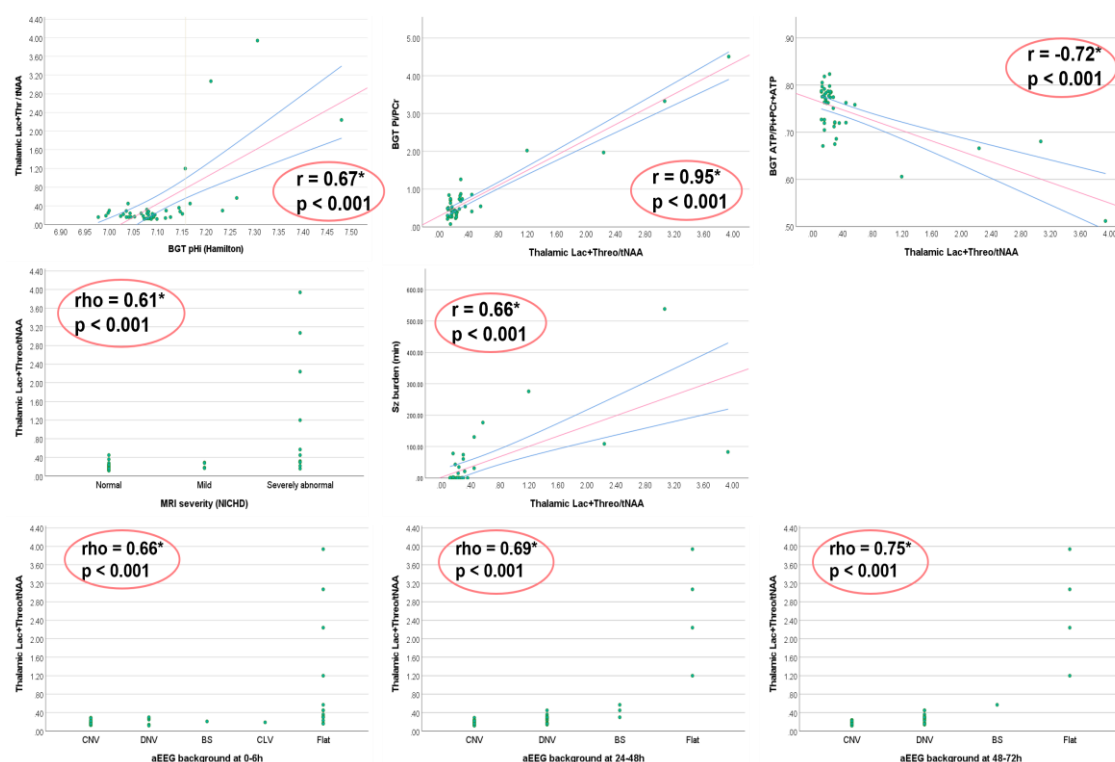 Thalamic Lac+Thr / tNAA
4.40
4.00
3.60
3.20
2.80
2.40
2.00
1.60
1.20
.80
.40
.00
6.90 7.00 7.05 7.10 7.20 7.30 7.40 7.50
BGT pHi (Hamilton)
r = 0.67*
p < 0.001
BGT Pi/PCr
5.00
4.00
3.00
2.00
1.00
.00
.00 .40 .80 1.20 1.60 2.00 2.40 2.80 3.20 3.60 4.00
Thalamic Lac+Threo/tNAA
r = 0.95*
p < 0.001
BGT ATP/Pi+PCr+ATP
.90
.80
.70
.60
.50
.00 .40 .80 1.20 1.60 2.00 2.40 2.80 3.20 3.60 4.00
Thalamic Lac+Threo/tNAA
r = -0.72*
p < 0.001
Thalamic Lac+Threo/tNAA
4.40
4.00
3.60
3.20
2.80
2.40
2.00
1.60
1.20
.80
.40
.00
Normal Mild Severely abnormal
MRI severity (NICHD)
rho = 0.61*
p < 0.001
Sz burden (min)
600.00
500.00
400.00
300.00
200.00
100.00
.00
.00 .40 .80 1.20 1.60 2.00 2.40 2.80 3.20 3.60 4.00
Thalamic Lac+Threo/tNAA
r = 0.66*
p < 0.001
Thalamic Lac+Threo/tNAA
4.40
4.00
3.60
3.20
2.80
2.40
2.00
1.60
1.20
.80
.40
.00
CNV DNV BS CLV Flat
aEEG background at 0-6h
rho = 0.66*
p < 0.001
Thalamic Lac+Threo/tNAA
4.40
4.00
3.60
3.20
2.80
2.40
2.00
1.60
1.20
.80
.40
.00
CNV DNV BS Flat
aEEG background at 24-48h
rho = 0.69*
p < 0.001
Thalamic Lac+Threo/tNAA
4.40
4.00
3.60
3.20
2.80
2.40
2.00
1.60
1.20
.80
.40
.00
CNV DNV BS Flat
aEEG background at 48-72h
rho = 0.75*
p < 0.001